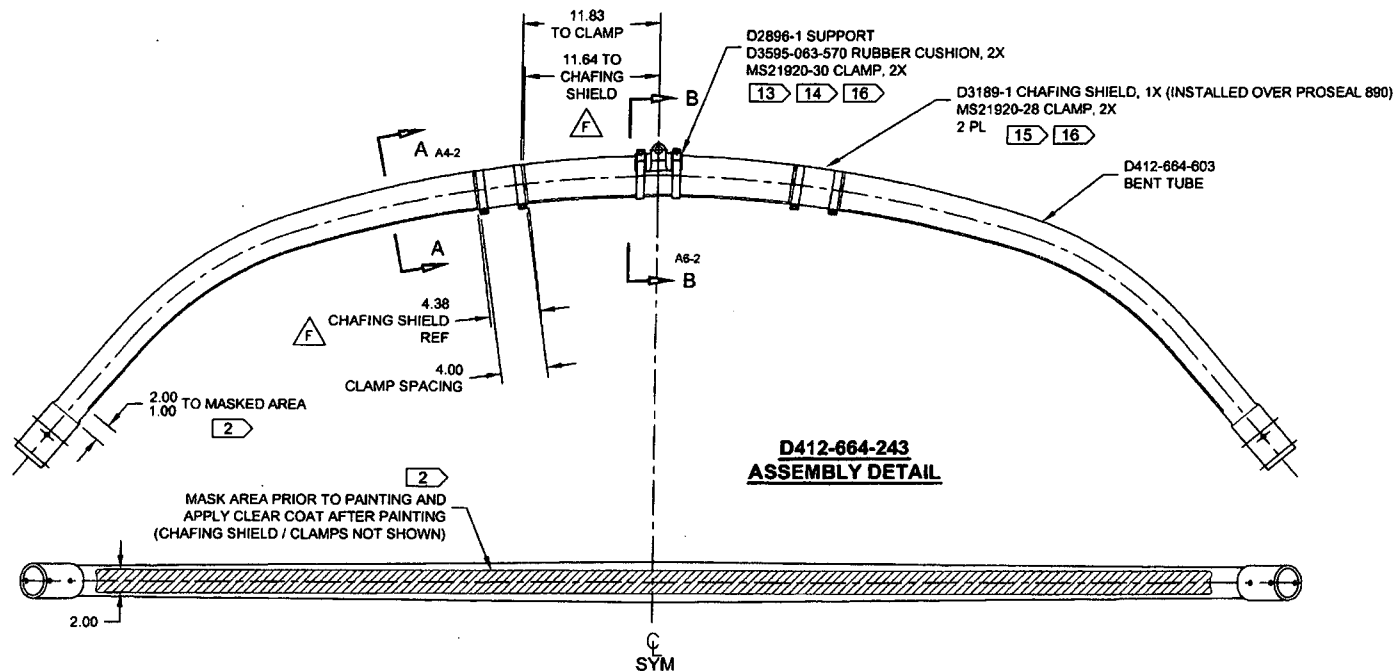 11.83
TO CLAMP
11.64 TO
CHAFING
SHIELD
F
B
D2896-1 SUPPORT
D3595-063-570 RUBBER CUSHION, 2X
MS21920-30 CLAMP, 2X
13 14 16
D3189-1 CHAFING SHIELD, 1X (INSTALLED OVER PROSEAL 890)
MS21920-28 CLAMP, 2X
2 PL 15 16
D412-664-603
BENT TUBE
A A4-2
A
A6-2
B
4.38
CHAFING SHIELD
REF
F
4.00
CLAMP SPACING
2.00
1.00 TO MASKED AREA
2
D412-664-243
ASSEMBLY DETAIL
2
MASK AREA PRIOR TO PAINTING AND
APPLY CLEAR COAT AFTER PAINTING
(CHAFING SHIELD / CLAMPS NOT SHOWN)
2.00
CL
SYM